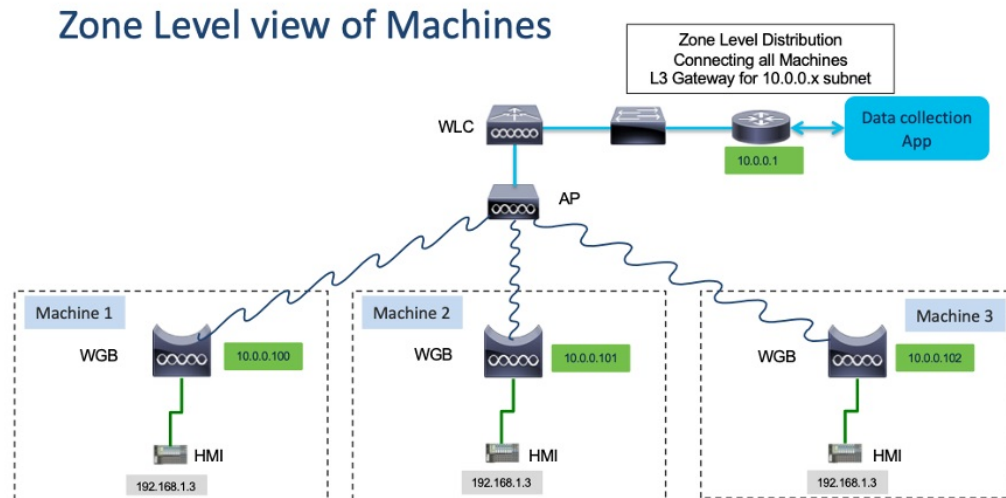 Zone Level view of Machines
Zone Level Distribution
Connecting all Machines
L3 Gateway for 10.0.0.x subnet
WLC
Data collection
App
10.0.0.1
AP
Machine 1
WGB
10.0.0.100
HMI
192.168.1.3
Machine 2
WGB
10.0.0.101
HMI
192.168.1.3
Machine 3
WGB
10.0.0.102
HMI
192.168.1.3